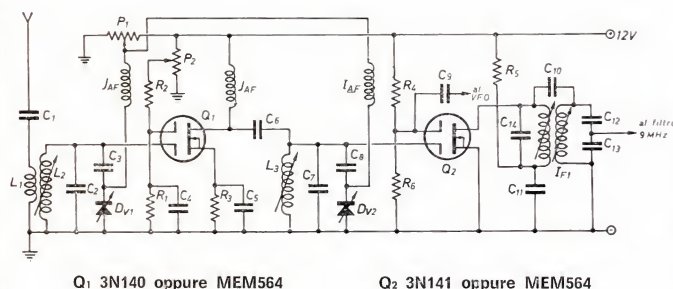 P1
12V
P2
JAF
R2
JAF
IAF
R4
C9
al VFO
R5
C10
Q1
C6
C1
C14
C12
al filtro
9 MHz
C13
L1
L2
C3
C2
L3
C8
C7
Q2
IF1
R6
C11
DV1
R1
C4
R3
C5
DV2
Q1 3N140 oppure MEM564
Q2 3N141 oppure MEM564